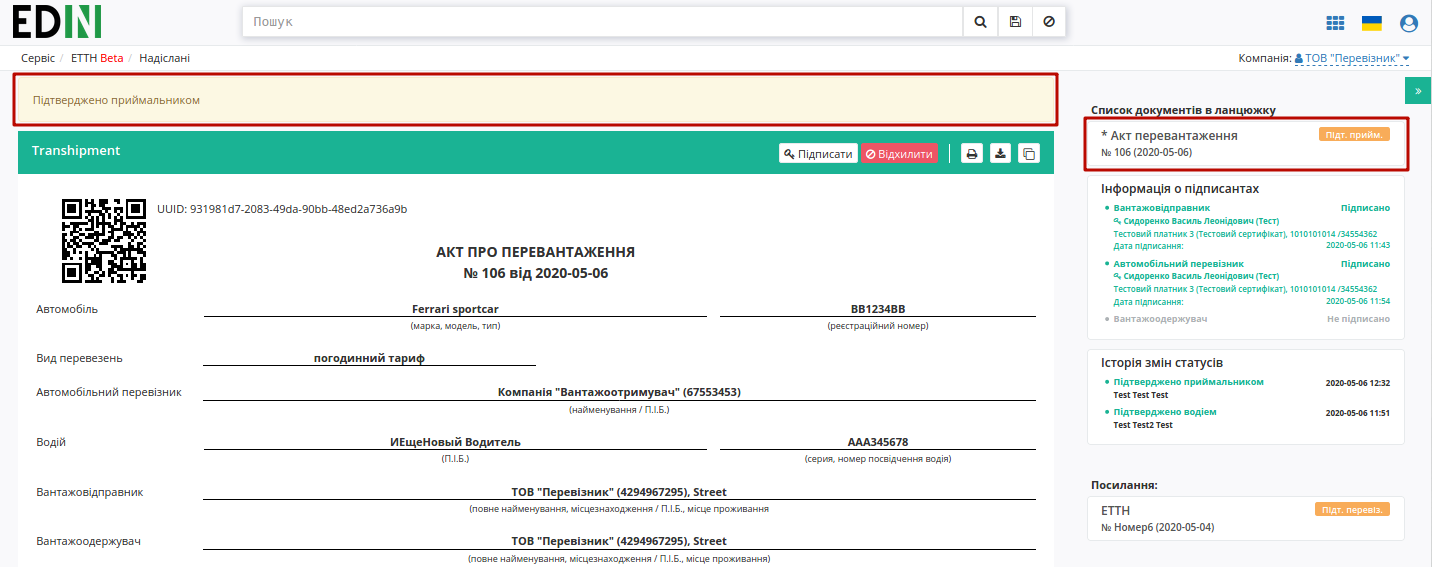 EDIN
Пошук
Сервіс / ЕТТН Beta / Надіслані
Компанія: ТОВ "Перевізник"
Підтверджено приймальником
»
Transhipment
Підписати Відхилити
UUID: 931981d7-2083-49da-90bb-48ed2a736a9b
АКТ ПРО ПЕРЕВАНТАЖЕННЯ
№ 106 від 2020-05-06
Автомобіль Ferrari sportcar BB1234BB
(марка, модель, тип) (реєстраційний номер)
Вид перевезень погодинний тариф
Автомобільний перевізник Компанія "Вантажоотримувач" (67553453)
(найменування / П.І.Б.)
Водій ИЕщеНовый Водитель AAA345678
(П.І.Б.) (серия, номер посвідчення водія)
Вантажовідправник ТОВ "Перевізник" (4294967295), Street
(повне найменування, місцезнаходження / П.І.Б., місце проживання
Вантажоодержувач ТОВ "Перевізник" (4294967295), Street
(повне найменування, місцезнаходження / П.І.Б., місце проживання)
Список документів в ланцюжку
* Акт перевантаження Підт. прийм.
№ 106 (2020-05-06)
Інформація о підписантах
Вантажовідправник Підписано
Сидоренко Василь Леонідович (Тест)
Тестовий платник 3 (Тестовий сертифікат), 1010101014 /34554362
Дата підписання: 2020-05-06 11:43
Автомобільний перевізник Підписано
Сидоренко Василь Леонідович (Тест)
Тестовий платник 3 (Тестовий сертифікат), 1010101014 /34554362
Дата підписання: 2020-05-06 11:54
Вантажоодержувач Не підписано
Історія змін статусів
Підтверджено приймальником 2020-05-06 12:32
Test Test Test
Підтверджено водієм 2020-05-06 11:51
Test Test2 Test
Посилання:
ЕТТН Підт. перевіз.
№ Номер6 (2020-05-04)